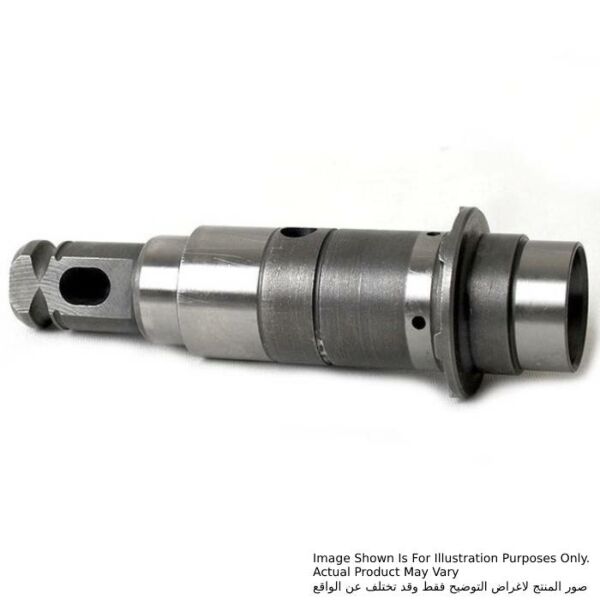 Image Shown Is For Illustration Purposes Only.
Actual Product May Vary
صور المنتج لاغراض التوضيح فقط وقد تختلف عن الواقع